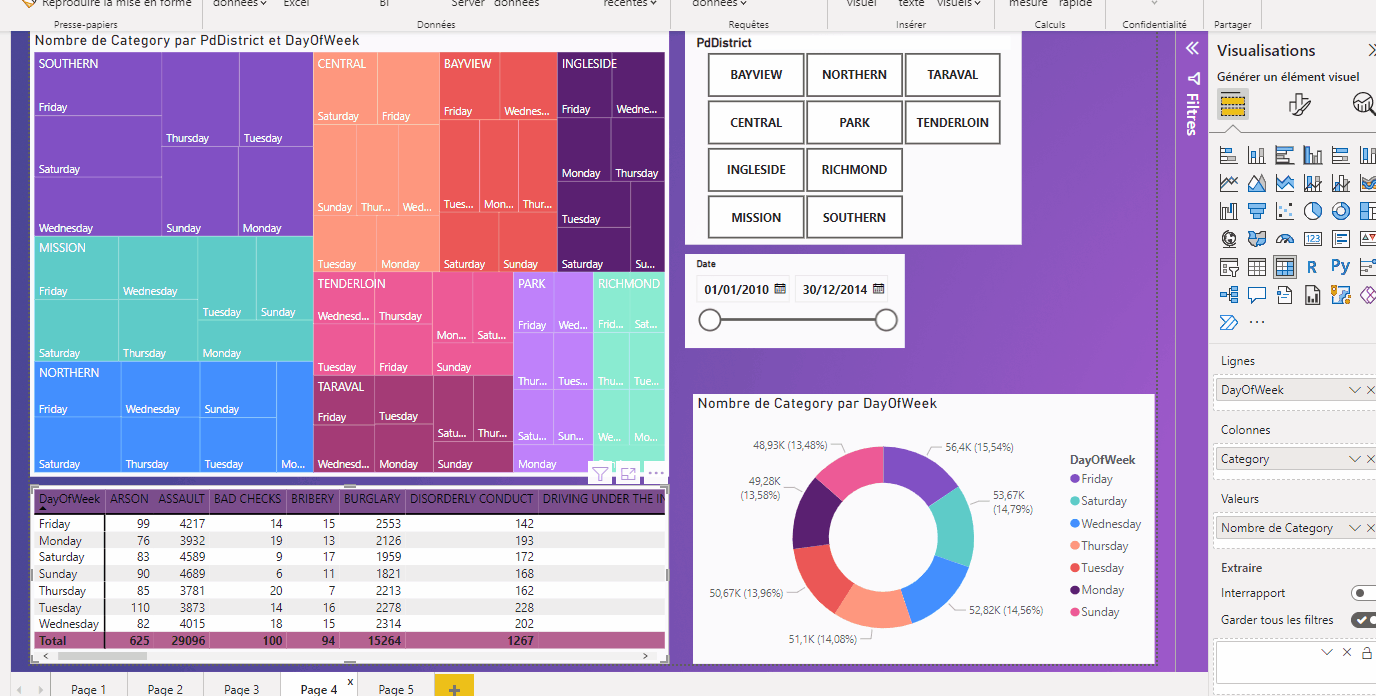 Reproduire la mise en forme
données
Excel
BI
Server
données
récentes
données
visuel
texte
visuels
mesure
rapide
Presse-papiers
Données
Requêtes
Insérer
Calculs
Confidentialité
Partager
Nombre de Category par PdDistrict et DayOfWeek
SOUTHERN
Friday
Saturday
Wednesday
Thursday
Tuesday
Sunday
Monday
MISSION
Friday
Saturday
Wednesday
Thursday
Tuesday
Sunday
Monday
NORTHERN
Friday
Saturday
Wednesday
Thursday
Sunday
Tuesday
Mo...
CENTRAL
Saturday
Friday
Sunday
Thur...
Wed...
Tuesday
Monday
TENDERLOIN
Wednesd...
Thursday
Tuesday
Friday
Mon...
Satu...
Sunday
TARAVAL
Friday
Tuesday
Wednesd...
Monday
Satu...
Thur...
Sunday
BAYVIEW
Friday
Wednes...
Tues...
Mon...
Thur...
Saturday
Sunday
INGLESIDE
Friday
Wedne...
Monday
Thursday
Tuesday
Saturday
Su...
PARK
Friday
Wed...
Thur...
Tues...
Satu...
Sun...
Monday
RICHMOND
Frid...
Sat...
Thu...
Tue...
We...
Mo...
DayOfWeek ARSON ASSAULT BAD CHECKS BRIBERY BURGLARY DISORDERLY CONDUCT DRIVING UNDER THE IN
Friday 99 4217 14 15 2553 142
Monday 76 3932 19 13 2126 193
Saturday 83 4589 9 17 1959 172
Sunday 90 4689 6 11 1821 168
Thursday 85 3781 20 7 2213 162
Tuesday 110 3873 14 16 2278 228
Wednesday 82 4015 18 15 2314 202
Total 625 29096 100 94 15264 1267
PdDistrict
BAYVIEW NORTHERN TARAVAL
CENTRAL PARK TENDERLOIN
INGLESIDE RICHMOND
MISSION SOUTHERN
Date
01/01/2010 30/12/2014
Nombre de Category par DayOfWeek
48,93K (13,48%)
56,4K (15,54%)
49,28K
(13,58%)
53,67K
(14,79%)
50,67K (13,96%)
52,82K (14,56%)
51,1K (14,08%)
DayOfWeek
Friday
Saturday
Wednesday
Thursday
Tuesday
Monday
Sunday
Filtres
Visualisations
Générer un élément visuel
123
R
Py
...
Lignes
DayOfWeek
Colonnes
Category
Valeurs
Nombre de Category
Extraire
Interrapport
Garder tous les filtres
Page 1
Page 2
Page 3
Page 4 x
Page 5
+